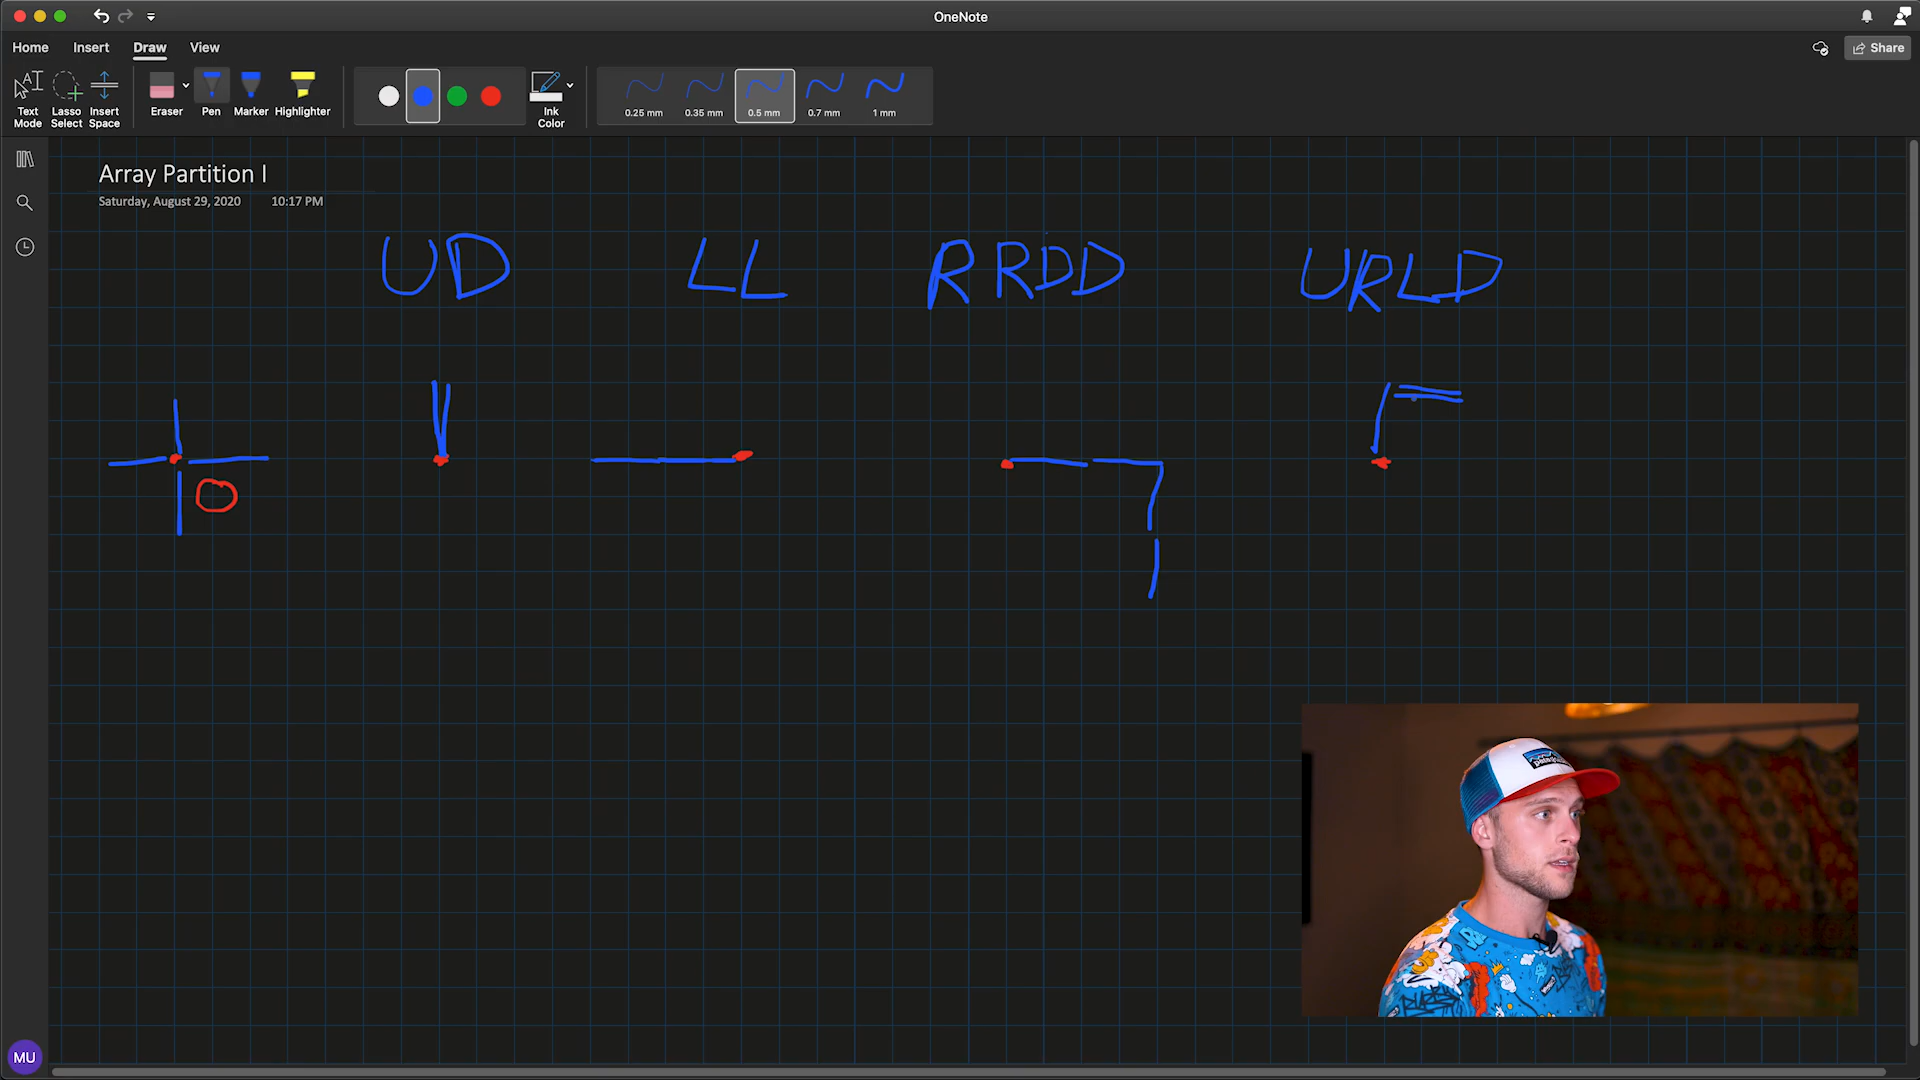 OneNote
Home Insert Draw View
Share
Text Mode
Lasso Select
Insert Space
Eraser
Pen
Marker
Highlighter
Ink Color
0.25 mm
0.35 mm
0.5 mm
0.7 mm
1 mm
Array Partition I
Saturday, August 29, 2020 10:17 PM
UD LL RRDD URLD
O
MU